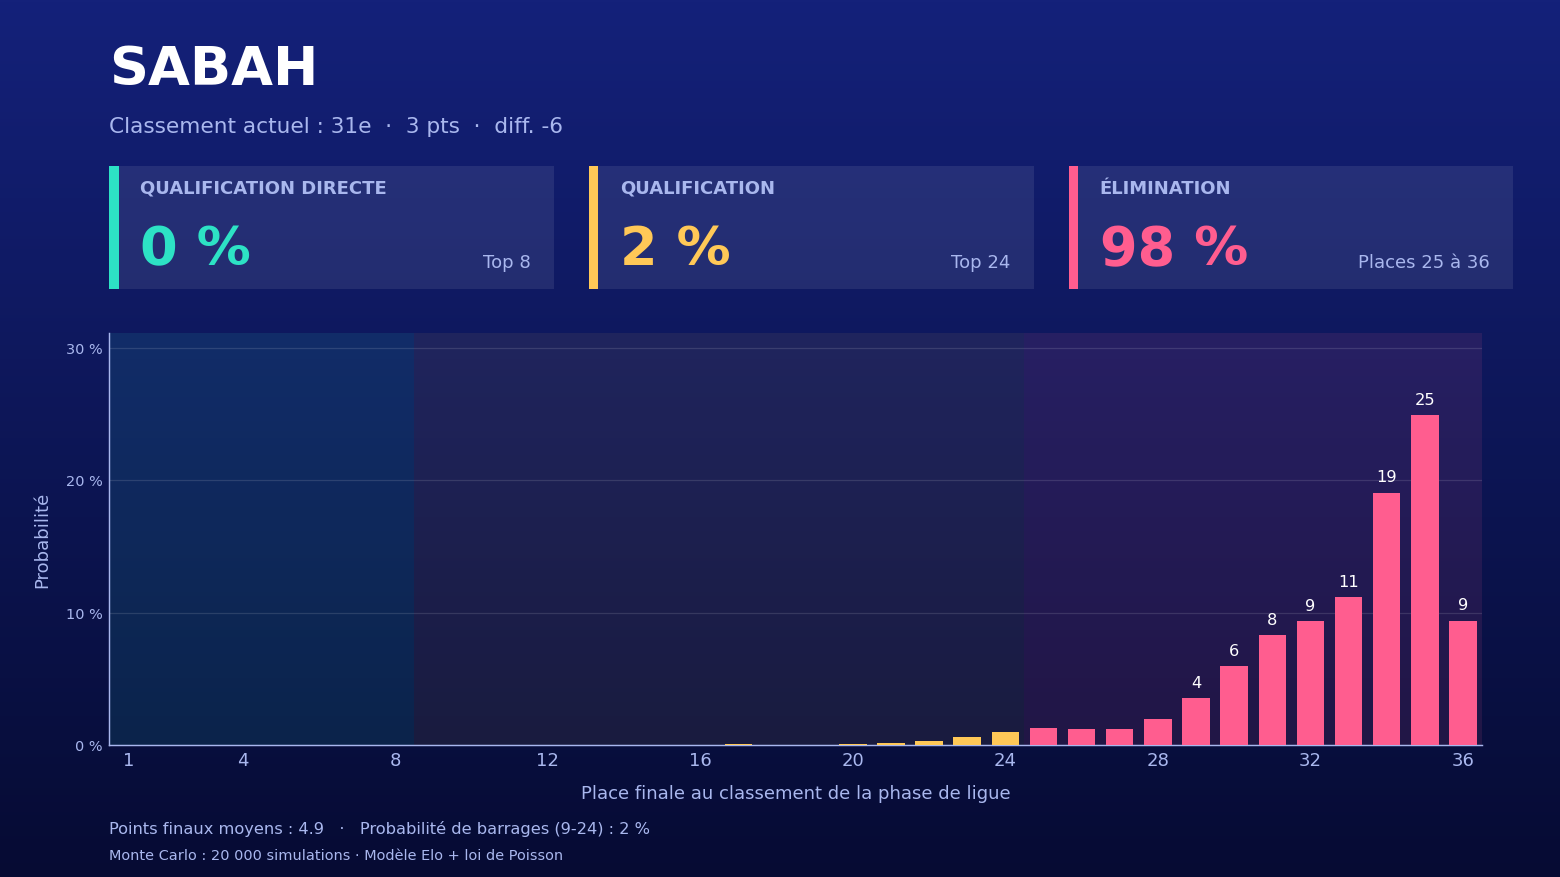 SABAH
Classement actuel : 31e · 3 pts · diff. -6
QUALIFICATION DIRECTE
0 %
Top 8
QUALIFICATION
2 %
Top 24
ÉLIMINATION
98 %
Places 25 à 36
30 %
20 %
10 %
0 %
Probabilité
4
6
8
9
11
19
25
9
1 4 8 12 16 20 24 28 32 36
Place finale au classement de la phase de ligue
Points finaux moyens : 4.9 · Probabilité de barrages (9-24) : 2 %
Monte Carlo : 20 000 simulations · Modèle Elo + loi de Poisson